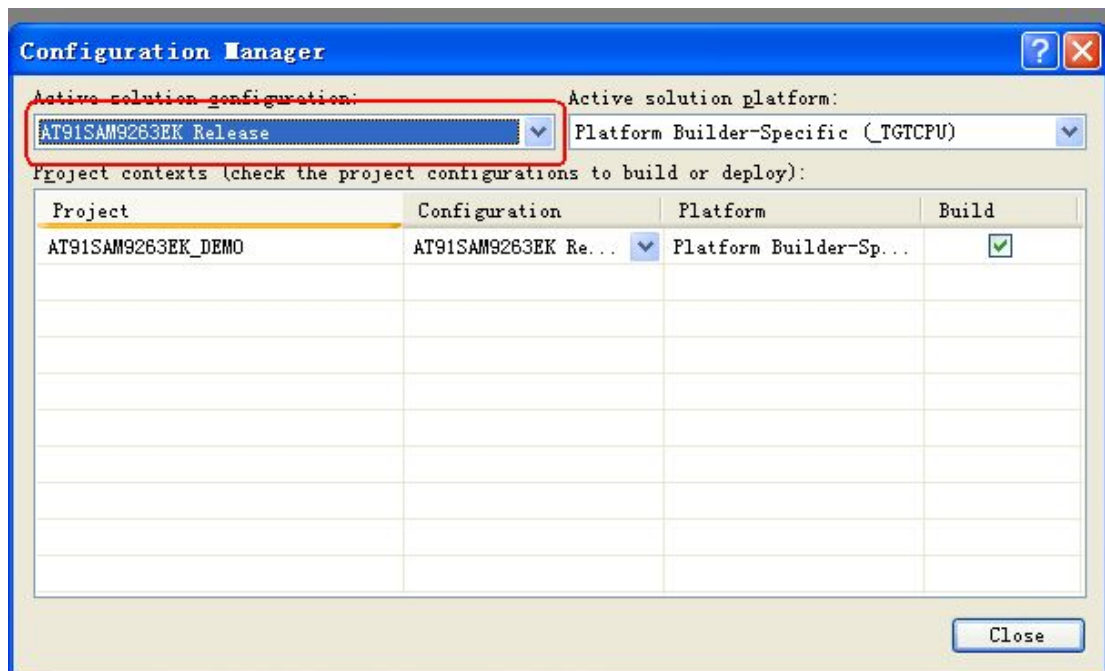 Configuration Manager
Active solution configuration:
Active solution platform:
AT91SAM9263EK Release
Platform Builder-Specific (_TGTCPU)
Project contexts (check the project configurations to build or deploy):
Project Configuration Platform Build
AT91SAM9263EK_DEMO AT91SAM9263EK Re... Platform Builder-Sp...
Close